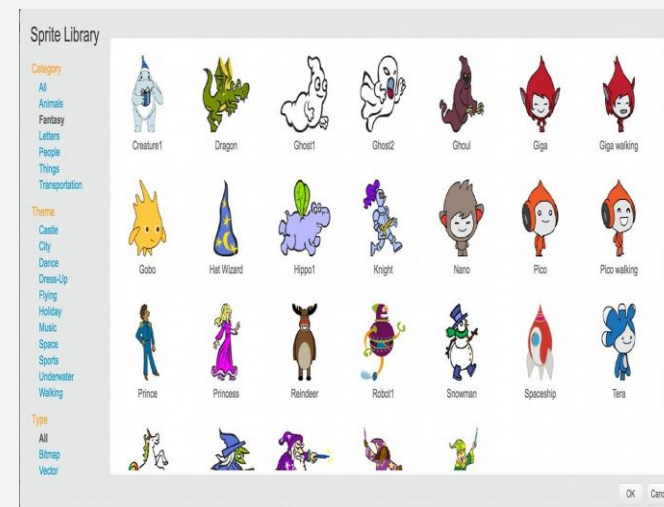 Sprite Library
Category
All
Animals
Fantasy
Letters
People
Things
Transportation
Theme
Castle
City
Dance
Dress-Up
Flying
Holiday
Music
Space
Sports
Underwater
Walking
Type
All
Bitmap
Vector
Creature1 Dragon Ghost1 Ghost2 Ghoul Giga Giga walking
Gobo Hat Wizard Hippo1 Knight Nano Pico Pico walking
Prince Princess Reindeer Robot1 Snowman Spaceship Tera
OK Canc